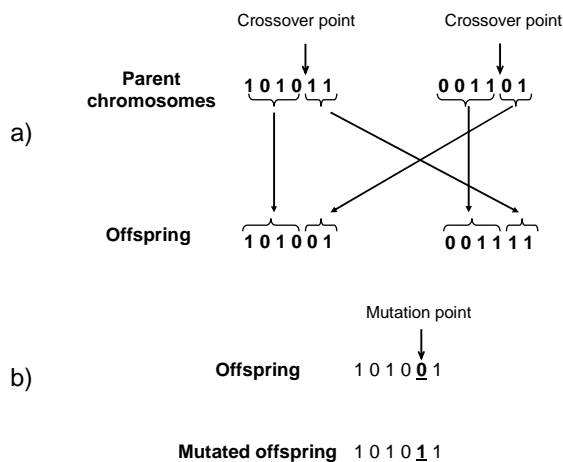 Crossover point Crossover point
Parent
chromosomes
1 0 1 0 1 1 0 0 1 1 0 1
a)
Offspring
1 0 1 0 0 1 0 0 1 1 1 1
Mutation point
b)
Offspring 1 0 1 0 0 1
Mutated offspring 1 0 1 0 1 1